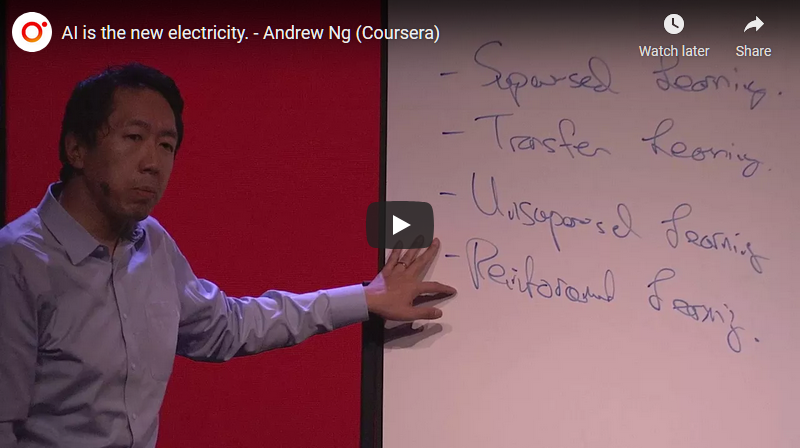 AI is the new electricity. - Andrew Ng (Coursera)
Watch later
Share
- Supervised Learning.
- Transfer Learning.
- Unsupervised Learning
- Reinforcement Learning.